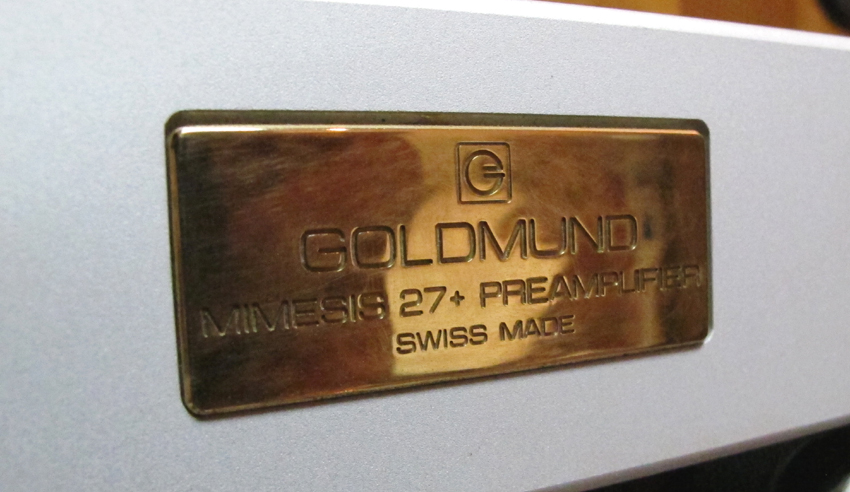 G
GOLDMUND
MIMESIS 27+ PREAMPLIFIER
SWISS MADE